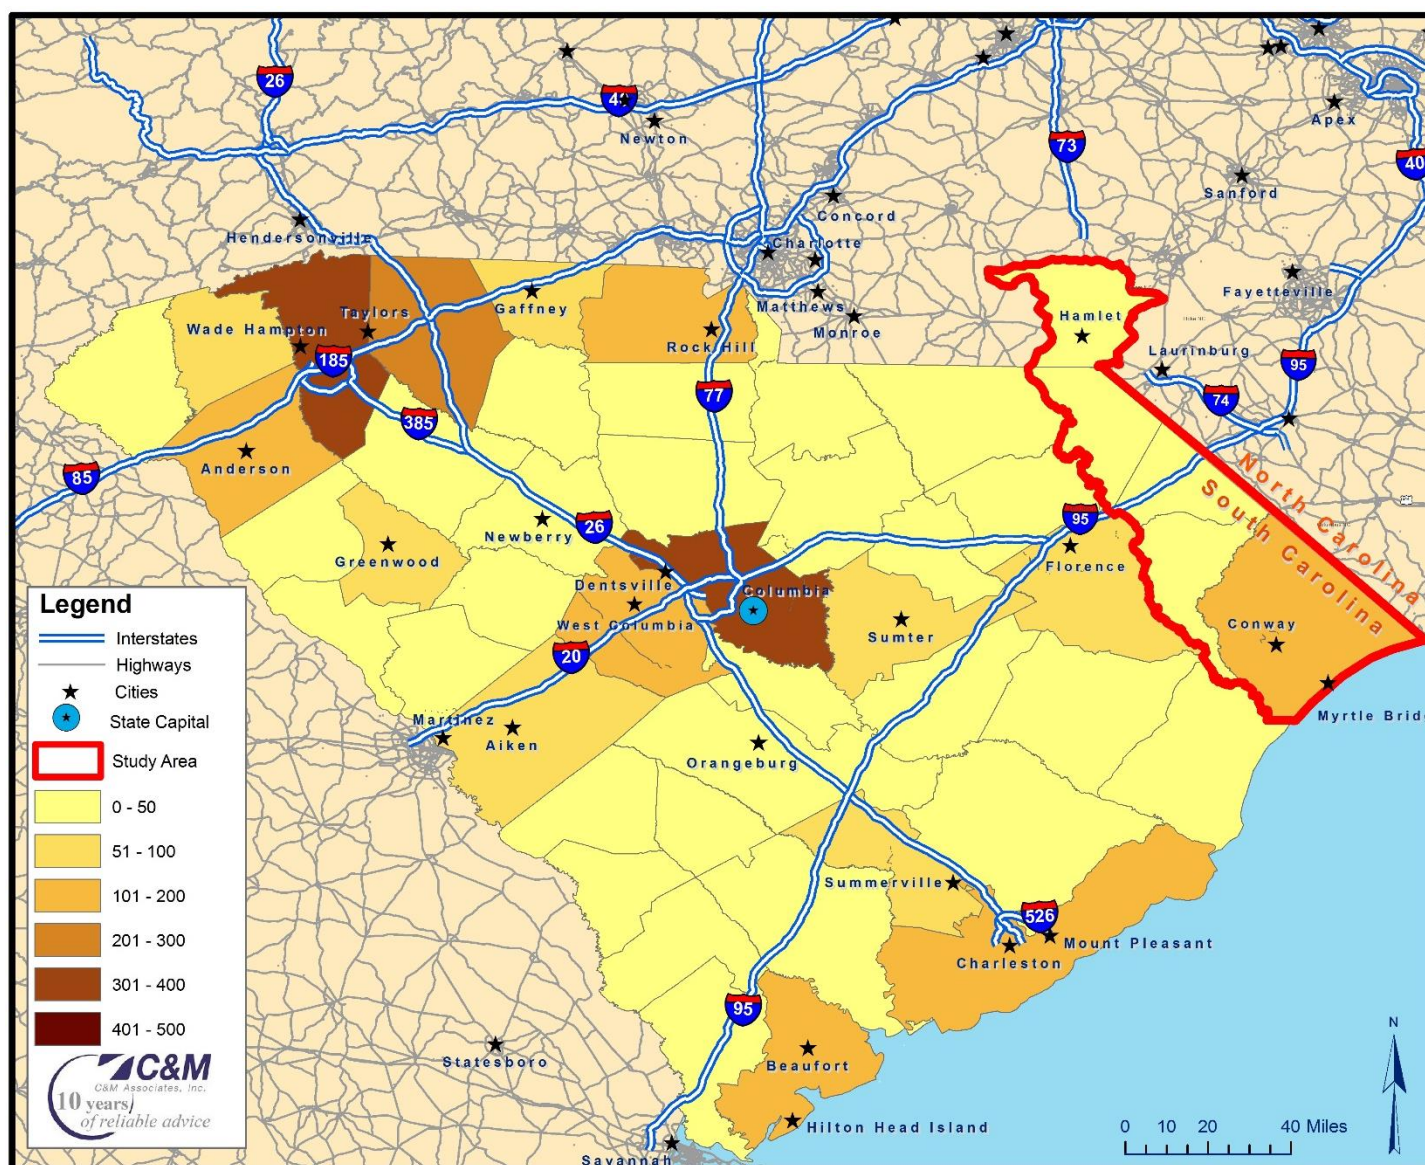 26
40
Newton
73
Apex
40
Sanford
Concord
Hendersonville
Charlotte
Fayetteville
Matthews
Monroe
Gaffney
Taylors
Wade Hampton
Rock Hill
Hamlet
Laurinburg
185
95
77
74
385
Anderson
85
North Carolina
South Carolina
26
95
Newberry
Greenwood
Florence
Dentsville
Columbia
West Columbia
Sumter
Conway
20
Martinez
Aiken
Orangeburg
Myrtle Brid
Summerville
526
Mount Pleasant
Charleston
95
Statesboro
Beaufort
Hilton Head Island
Savannah
Legend
Interstates
Highways
Cities
State Capital
Study Area
0 - 50
51 - 100
101 - 200
201 - 300
301 - 400
401 - 500
C&M
C&M Associates, Inc.
10 years
of reliable advice
N
0 10 20 40 Miles